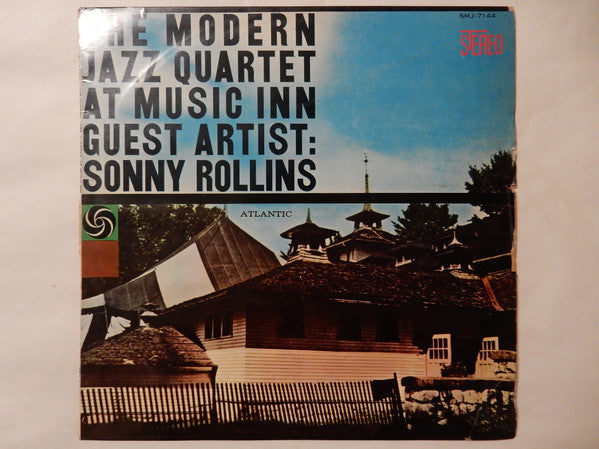 SMJ-7144
THE MODERN
JAZZ QUARTET
AT MUSIC INN
GUEST ARTIST:
SONNY ROLLINS
STEREO
ATLANTIC